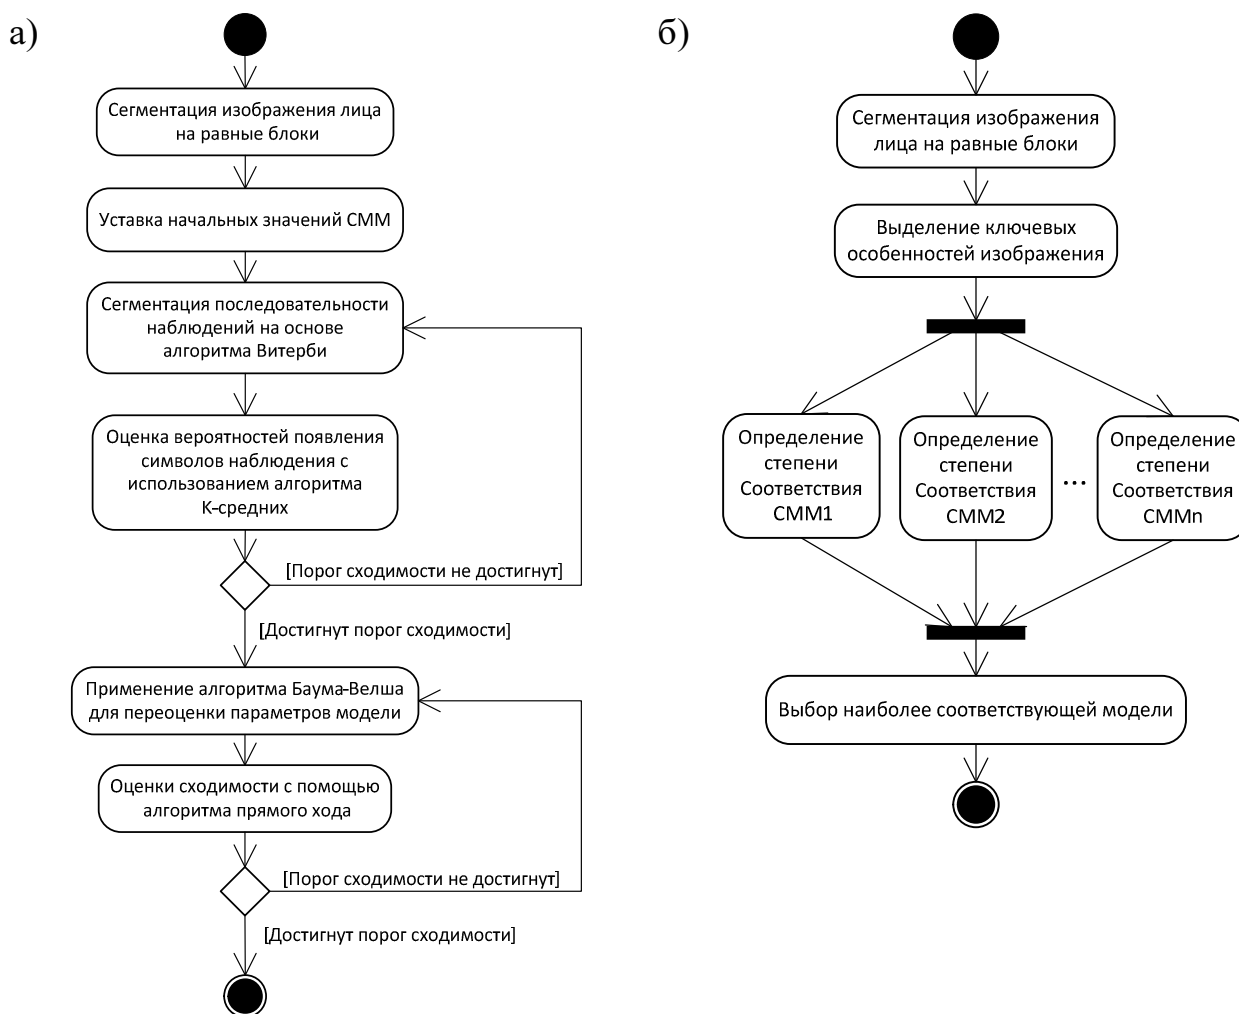 а)
Сегментация изображения лица
на равные блоки
Уставка начальных значений СММ
Сегментация последовательности
наблюдений на основе
алгоритма Витерби
Оценка вероятностей появления
символов наблюдения с
использованием алгоритма
K-средних
[Порог сходимости не достигнут]
[Достигнут порог сходимости]
Применение алгоритма Баума-Велша
для переоценки параметров модели
Оценки сходимости с помощью
алгоритма прямого хода
[Порог сходимости не достигнут]
[Достигнут порог сходимости]
б)
Сегментация изображения
лица на равные блоки
Выделение ключевых
особенностей изображения
Определение
степени
Соответствия
СММ1
Определение
степени
Соответствия
СММ2
...
Определение
степени
Соответствия
СММn
Выбор наиболее соответствующей модели